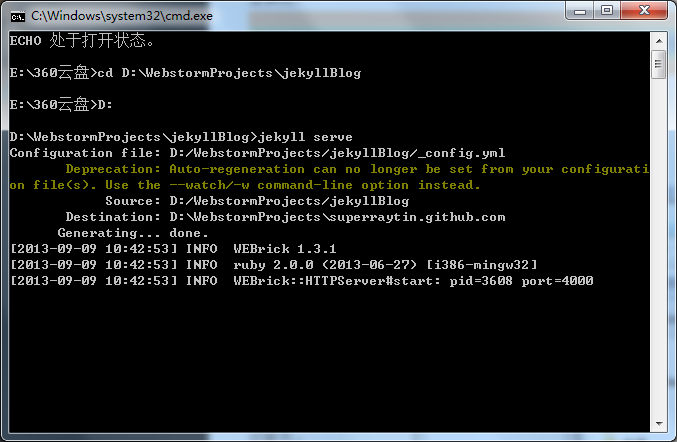 C:\Windows\system32\cmd.exe
ECHO 处于打开状态。
E:\360云盘>cd D:\WebstormProjects\jekyllBlog
E:\360云盘>D:
D:\WebstormProjects\jekyllBlog>jekyll serve
Configuration file: D:/WebstormProjects/jekyllBlog/_config.yml
Deprecation: Auto-regeneration can no longer be set from your configurati
on file(s). Use the --watch/-w command-line option instead.
Source: D:/WebstormProjects/jekyllBlog
Destination: D:\WebstormProjects\superraytin.github.com
Generating... done.
[2013-09-09 10:42:53] INFO  WEBrick 1.3.1
[2013-09-09 10:42:53] INFO  ruby 2.0.0 (2013-06-27) [i386-mingw32]
[2013-09-09 10:42:53] INFO  WEBrick::HTTPServer#start: pid=3608 port=4000